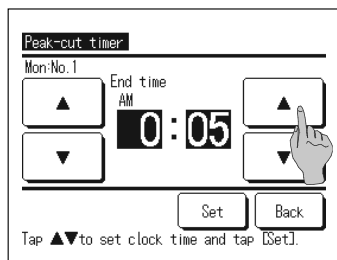 Peak-cut timer
Mon:No.1
End time
AM
0:05
Set Back
Tap ▲▼to set clock time and tap [Set].